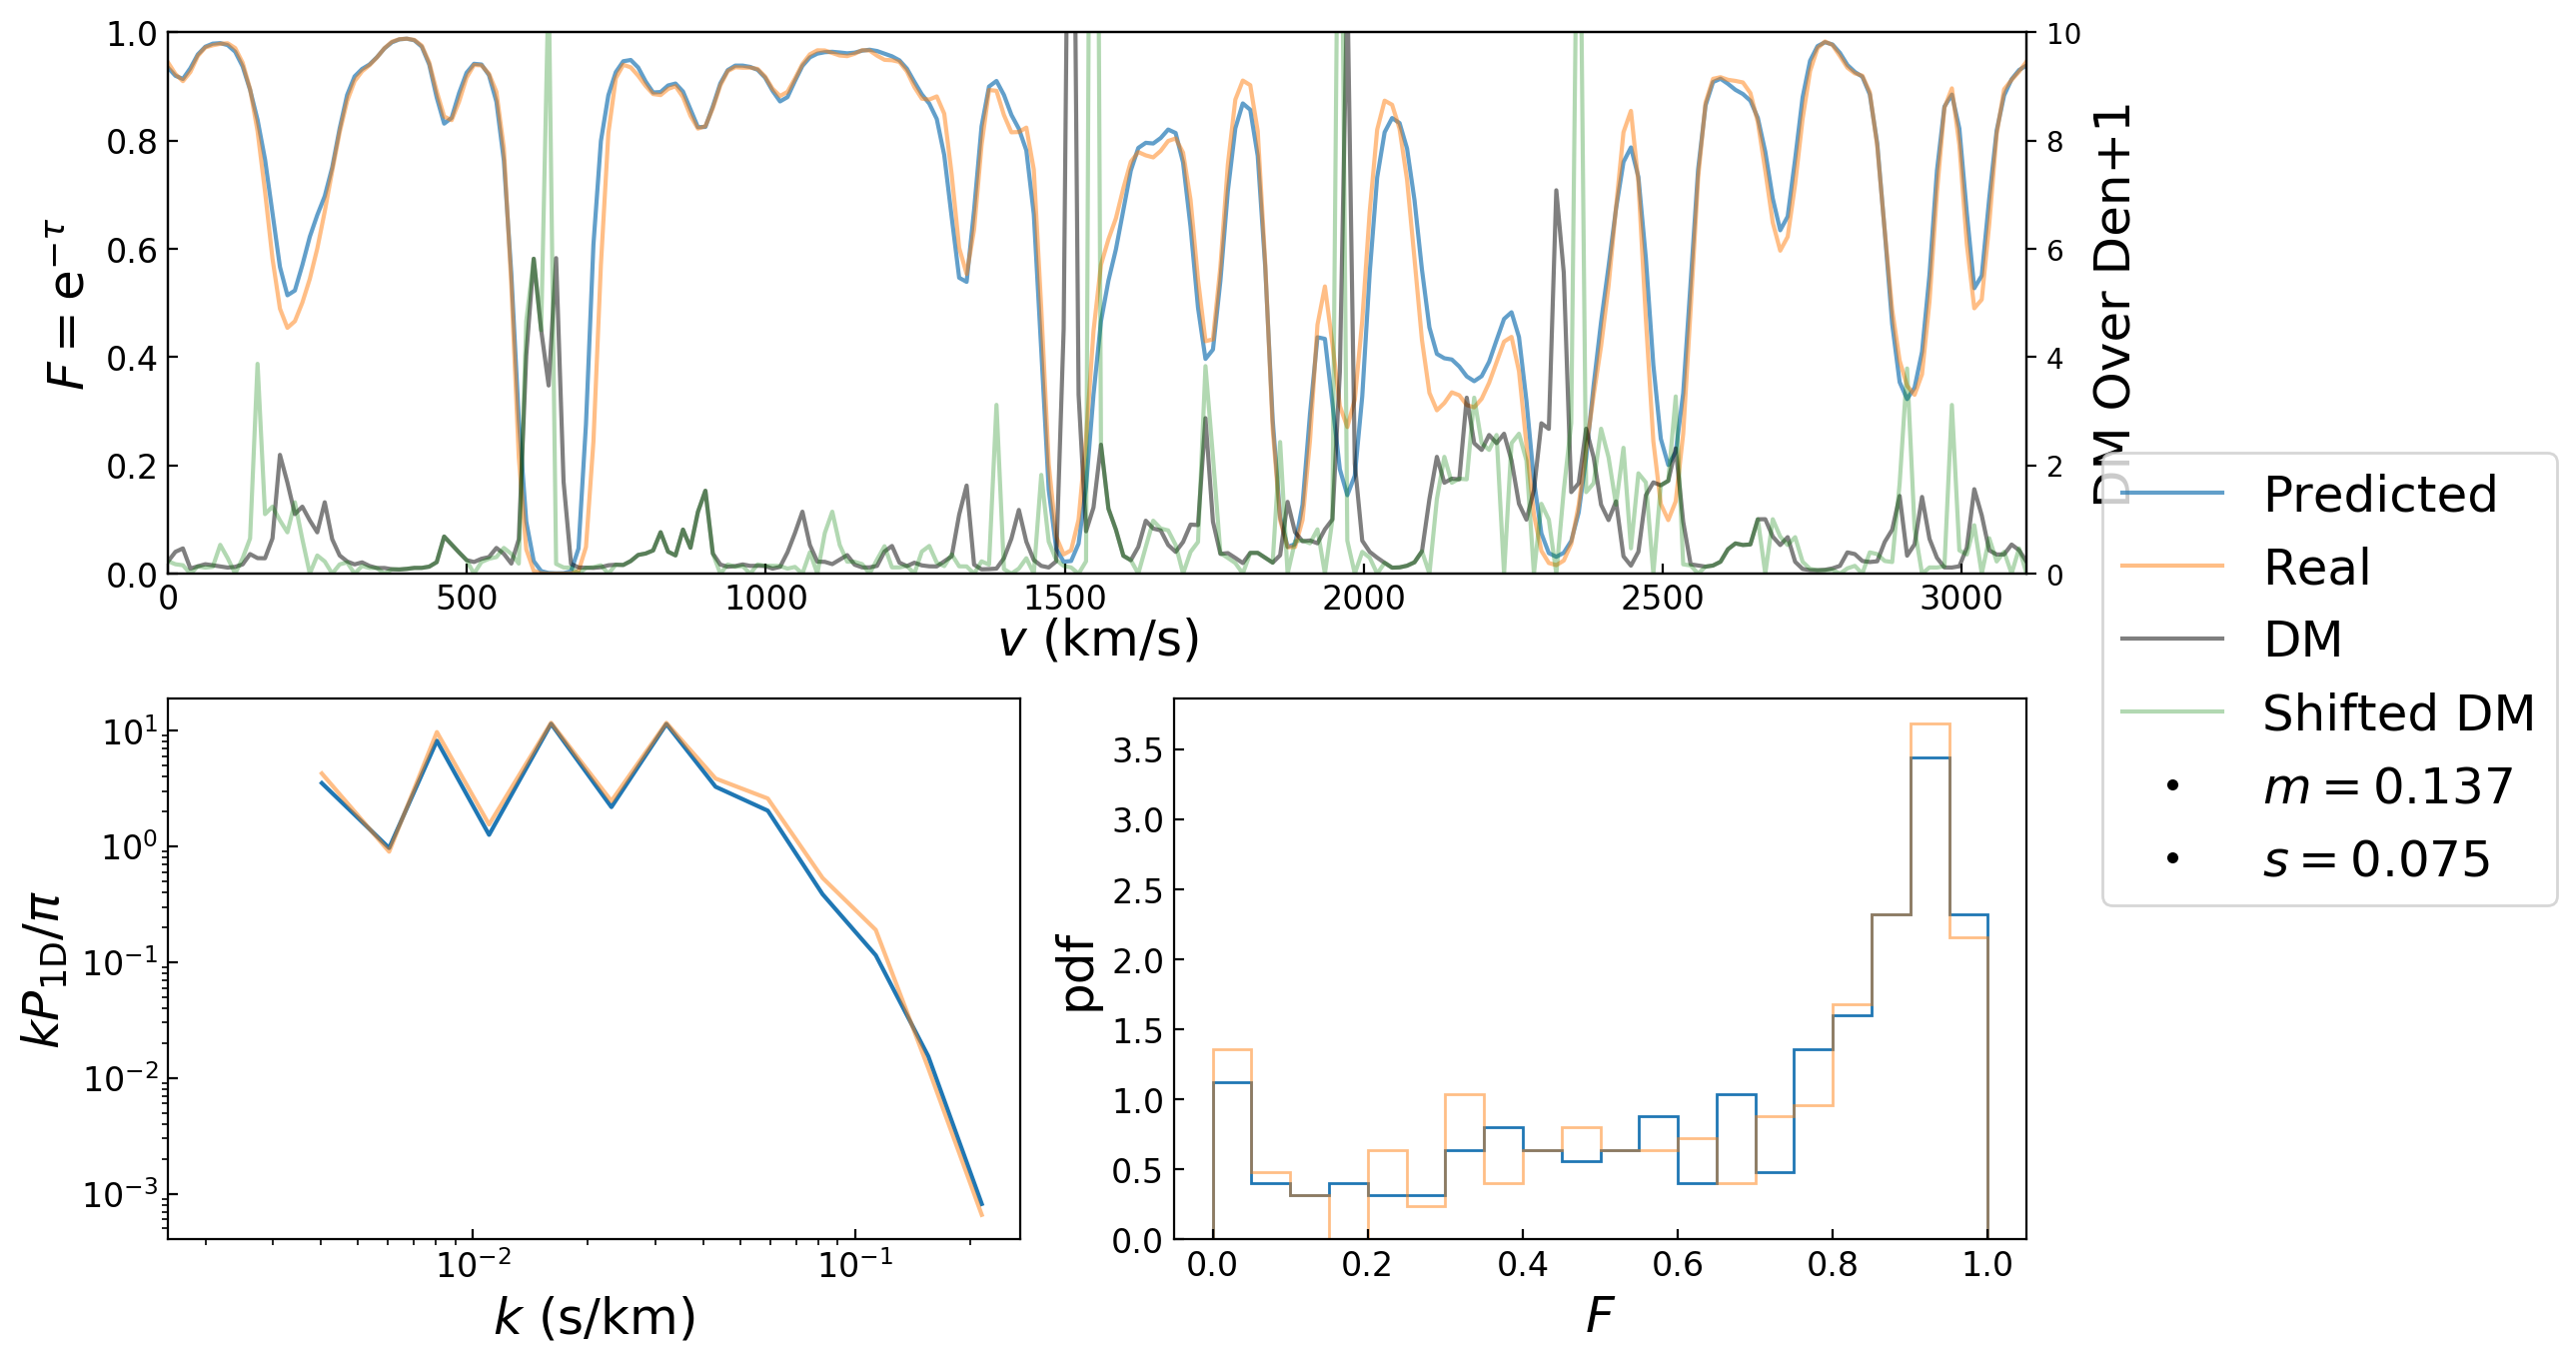 1.0
0.8
0.6
0.4
0.2
0.0
F = e^{-τ}
10
8
6
4
2
0
DM Over Den+1
0 500 1000 1500 2000 2500 3000
v (km/s)
Predicted
Real
DM
Shifted DM
m = 0.137
s = 0.075
10^1
10^0
10^{-1}
10^{-2}
10^{-3}
kP_{1D}/π
10^{-2} 10^{-1}
k (s/km)
3.5
3.0
2.5
2.0
1.5
1.0
0.5
0.0
pdf
0.0 0.2 0.4 0.6 0.8 1.0
F